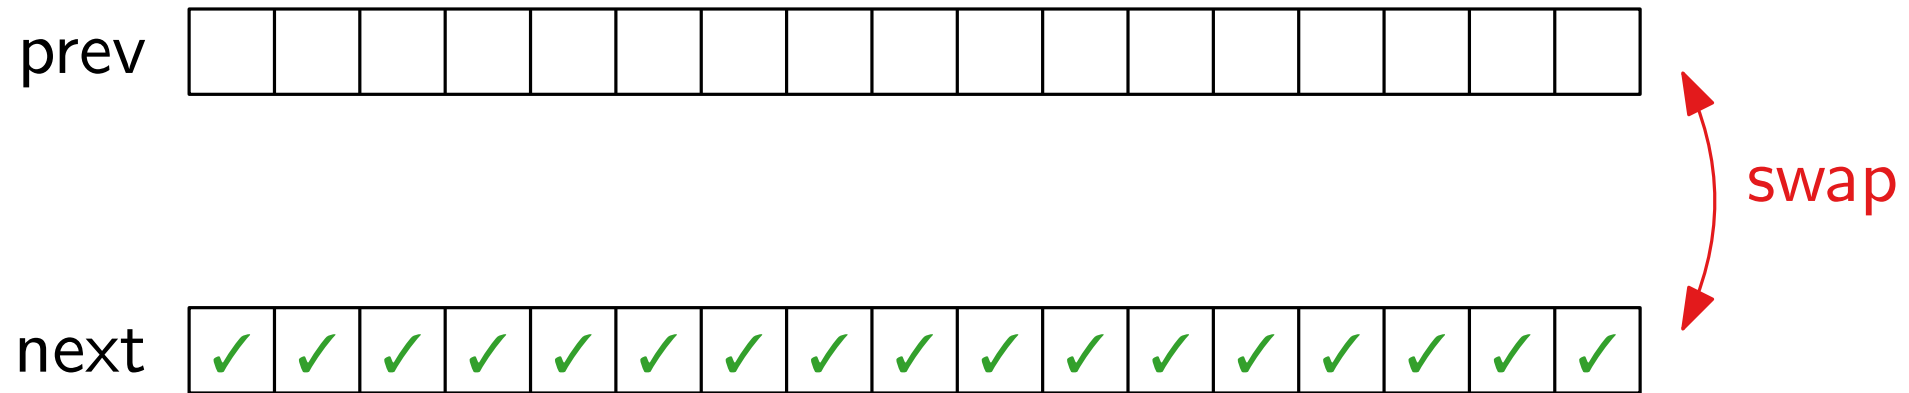 prev
swap
next ✓ ✓ ✓ ✓ ✓ ✓ ✓ ✓ ✓ ✓ ✓ ✓ ✓ ✓ ✓ ✓ ✓